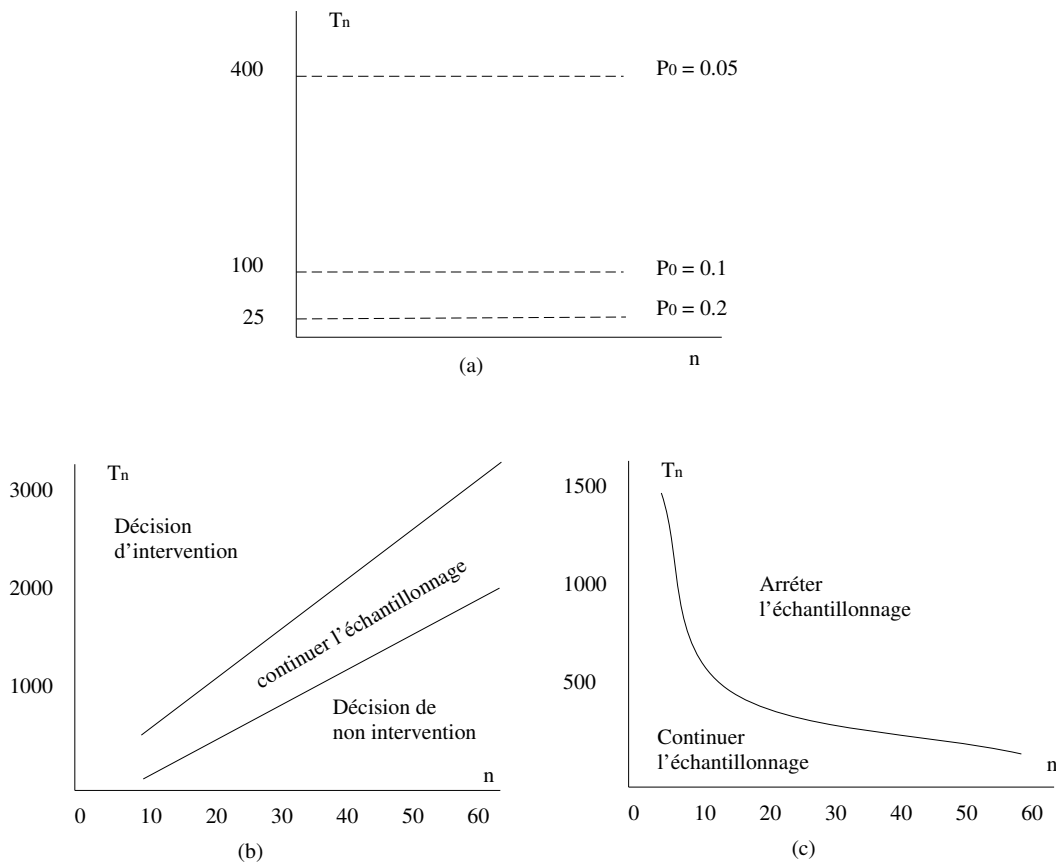 Tn
400
P0 = 0.05
100
P0 = 0.1
25
P0 = 0.2
n
(a)
Tn
3000
2000
1000
Décision
d'intervention
continuer l'échantillonnage
Décision de
non intervention
n
0 10 20 30 40 50 60
(b)
Tn
1500
1000
500
Arréter
l'échantillonnage
Continuer
l'échantillonnage
n
0 10 20 30 40 50 60
(c)